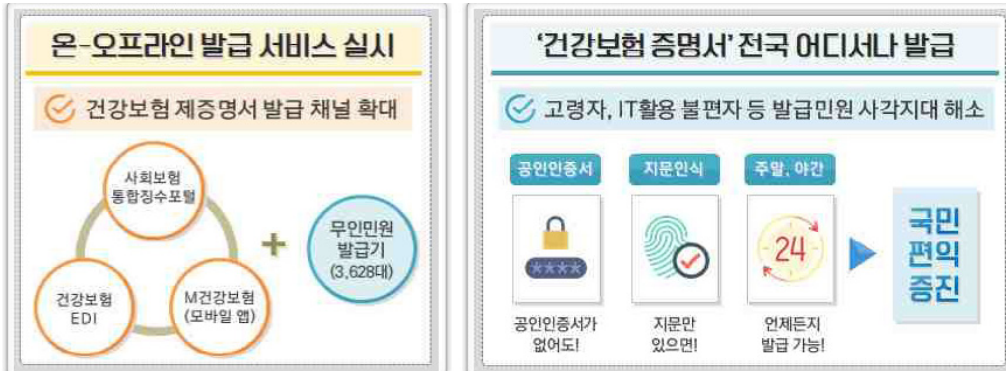 온-오프라인 발급 서비스 실시
건강보험 제증명서 발급 채널 확대
사회보험
통합징수포털
건강보험
EDI
M건강보험
(모바일 앱)
+
무인민원
발급기
(3,628대)
‘건강보험 증명서’ 전국 어디서나 발급
고령자, IT활용 불편자 등 발급민원 사각지대 해소
공인인증서
****
공인인증서가
없어도!
지문인식
지문만
있으면!
주말, 야간
24
언제든지
발급 가능!
국민
편익
증진